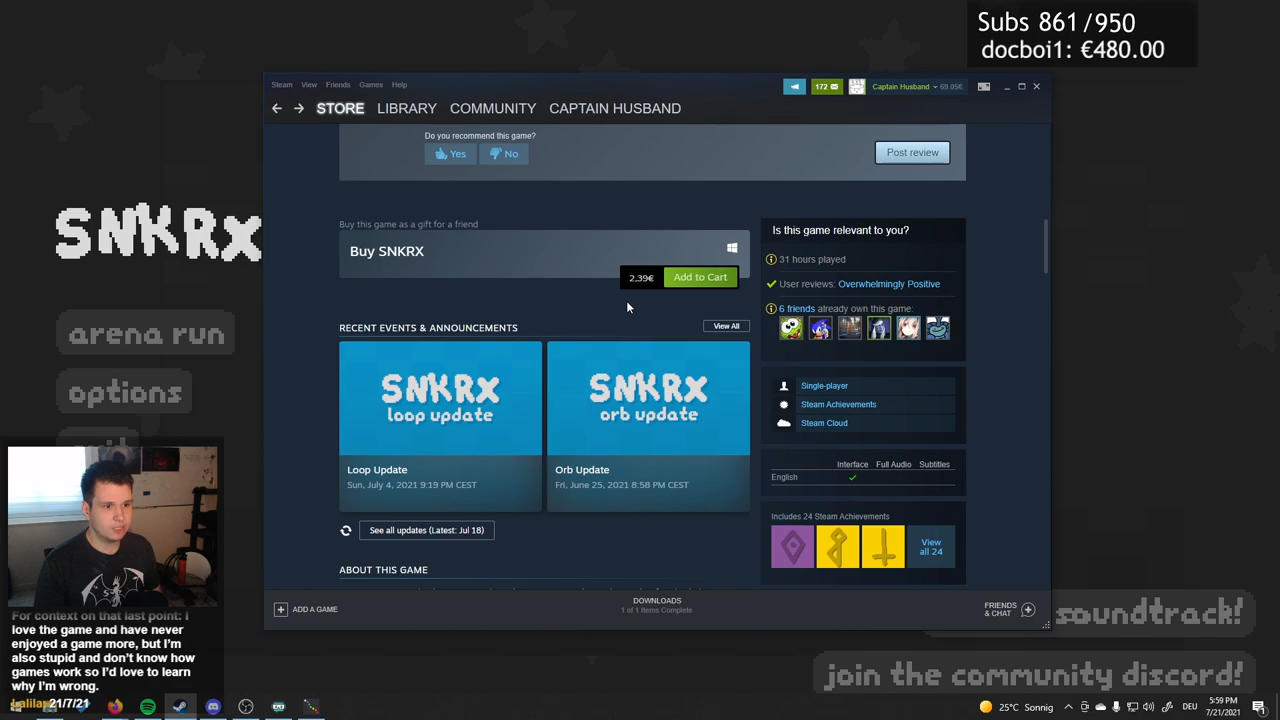 Subs 861/950
docboi1: €480.00
Steam View Friends Games Help
172
Captain Husband
69.05€
STORE LIBRARY COMMUNITY CAPTAIN HUSBAND
Do you recommend this game?
Yes No
Post review
SNKRX
arena run
options
Buy this game as a gift for a friend
Buy SNKRX
2,39€ Add to Cart
RECENT EVENTS & ANNOUNCEMENTS
View All
SNKRX
loop update
Loop Update
Sun, July 4, 2021 9:19 PM CEST
SNKRX
orb update
Orb Update
Fri, June 25, 2021 8:58 PM CEST
See all updates (Latest: Jul 18)
ABOUT THIS GAME
Is this game relevant to you?
31 hours played
User reviews: Overwhelmingly Positive
6 friends already own this game:
Single-player
Steam Achievements
Steam Cloud
Interface Full Audio Subtitles
English
Includes 24 Steam Achievements
View
all 24
ADD A GAME
DOWNLOADS
1 of 1 Items Complete
FRIENDS
& CHAT
For context on that last point: I
love the game and have never
enjoyed a game more, but I'm
also stupid and don't know how
games work so I'd love to learn
why I'm wrong.
21/7/21
soundtrack!
join the community discord!
25°C Sonnig
DEU
5:59 PM
7/21/2021